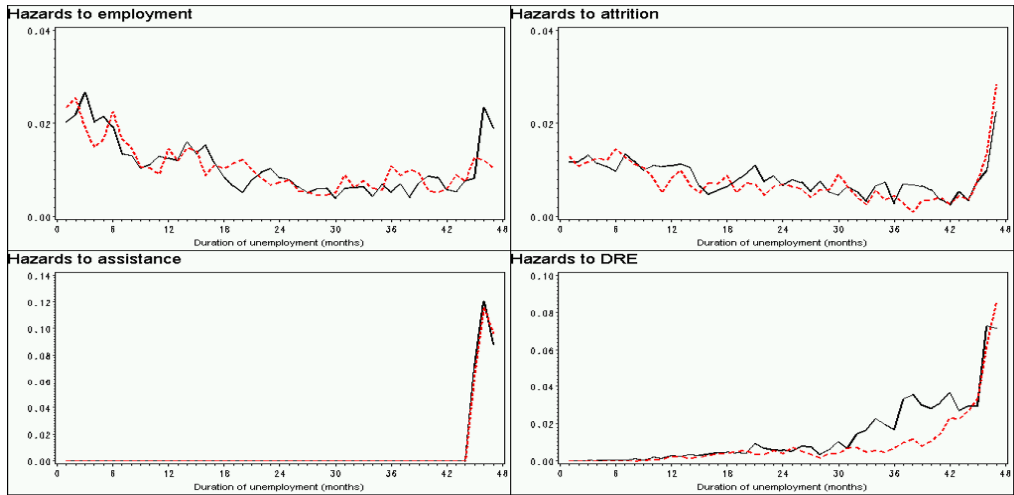 Hazards to employment
0.04
0.02
0.00
0 6 12 18 24 30 36 42 48
Duration of unemployment (months)
Hazards to attrition
0.04
0.02
0.00
0 6 12 18 24 30 36 42 48
Duration of unemployment (months)
Hazards to assistance
0.14
0.12
0.10
0.08
0.06
0.04
0.02
0.00
0 6 12 18 24 30 36 42 48
Duration of unemployment (months)
Hazards to DRE
0.10
0.08
0.06
0.04
0.02
0.00
0 6 12 18 24 30 36 42 48
Duration of unemployment (months)